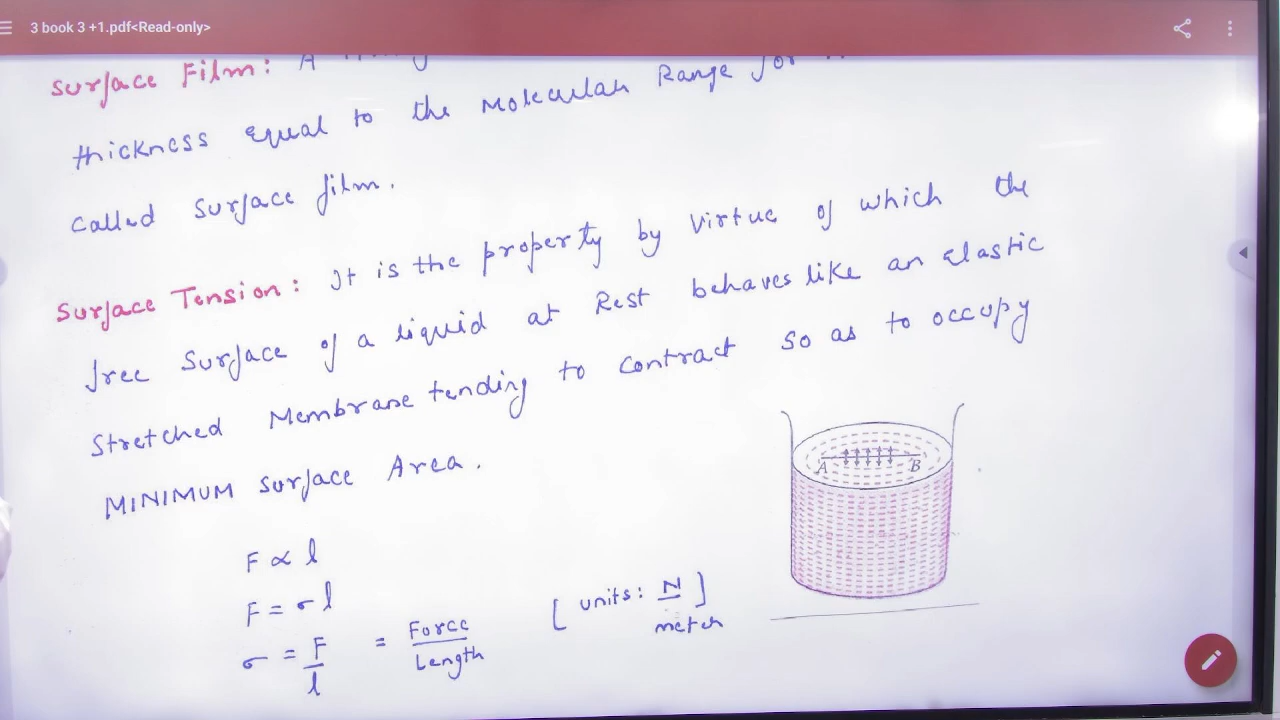 3 book 3 +1.pdf<Read-only>
Surface Film: A
thickness equal to the Molecular Range for
called Surface film.
Surface Tension: It is the property by virtue of which the
free surface of a liquid at Rest behaves like an elastic
stretched Membrane tending to contract so as to occupy
MINIMUM surface Area.
A B
F ∝ l
F = σ l
σ = F/l = Force/Length [units: N/meter]